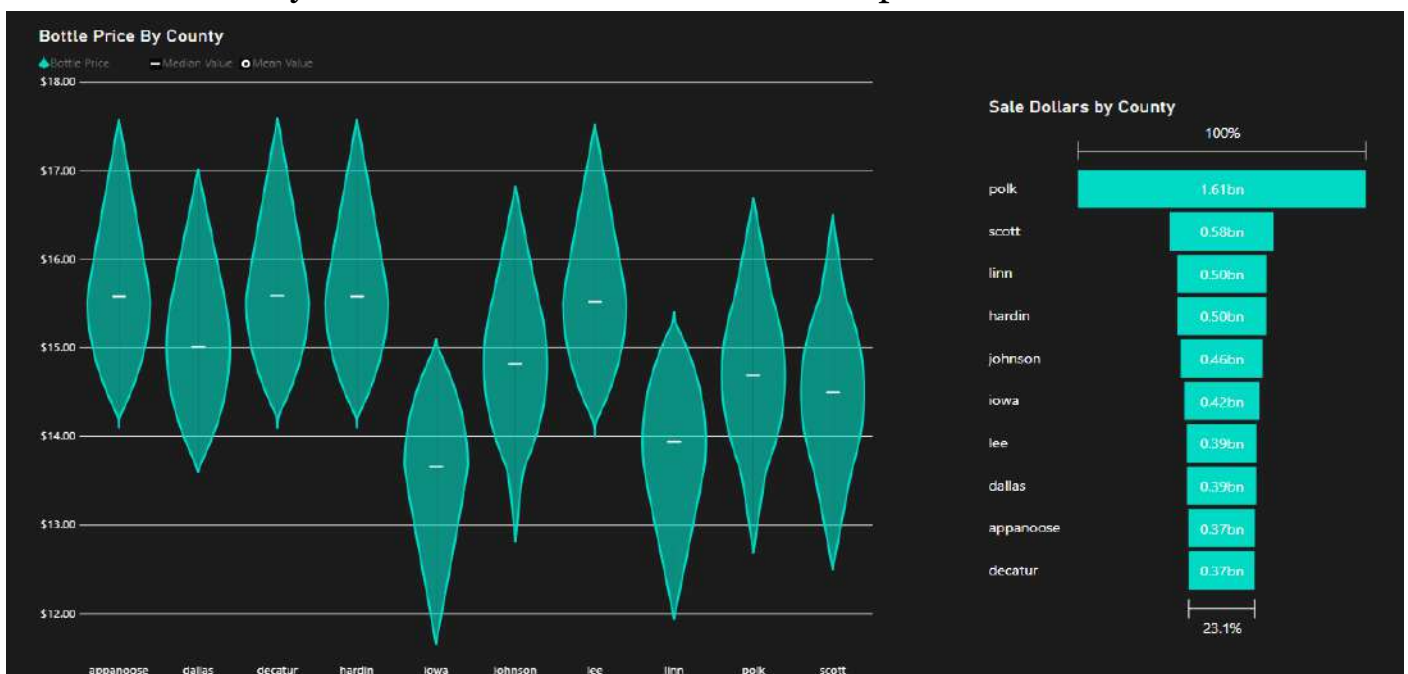 Bottle Price By County
Bottle Price Median Value Mean Value
$18.00
$17.00
$16.00
$15.00
$14.00
$13.00
$12.00
appanoose dallas decatur hardin iowa johnson lee linn polk scott
Sale Dollars by County
100%
polk 1.61bn
scott 0.58bn
linn 0.50bn
hardin 0.50bn
johnson 0.46bn
iowa 0.42bn
lee 0.39bn
dallas 0.39bn
appanoose 0.37bn
decatur 0.37bn
23.1%